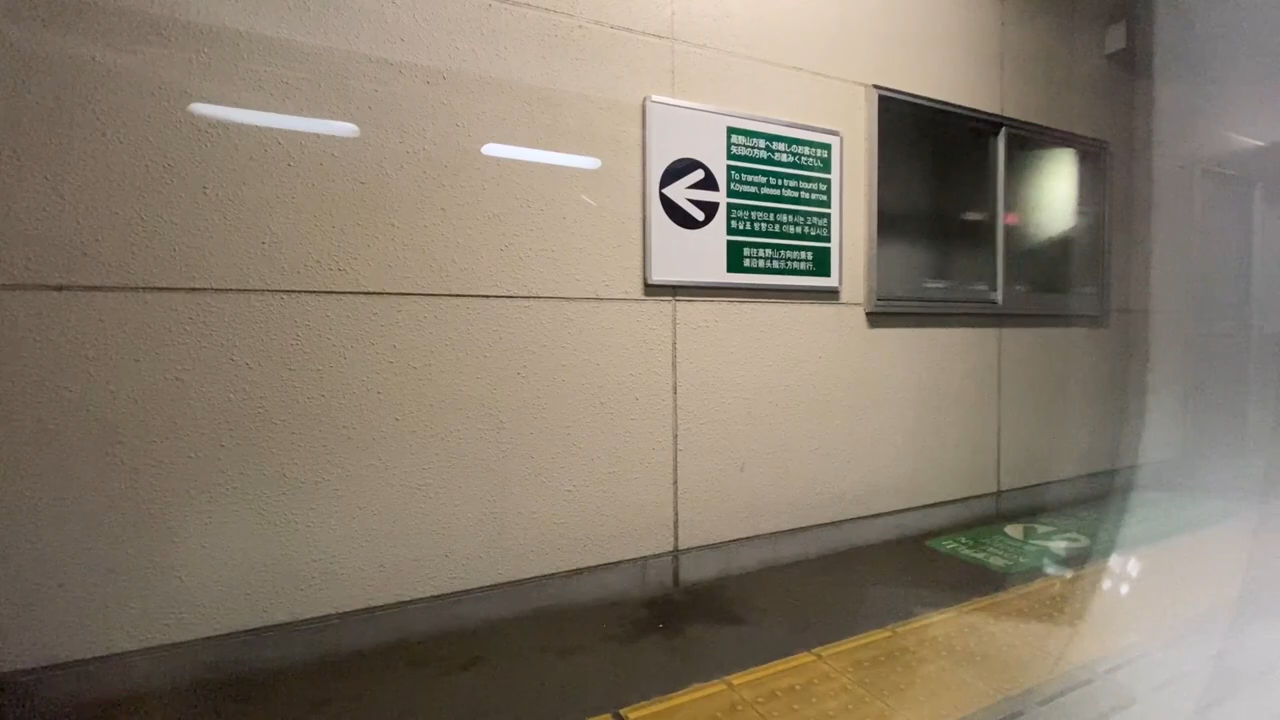 高野山方面へお越しのお客さまは
矢印の方向へお進みください。
To transfer to a train bound for
Kōyasan, please follow the arrow.
고야산 방면으로 이용하시는 고객님은
화살표 방향으로 이동해 주십시오.
前往高野山方向的乘客
请沿箭头指示方向前行。